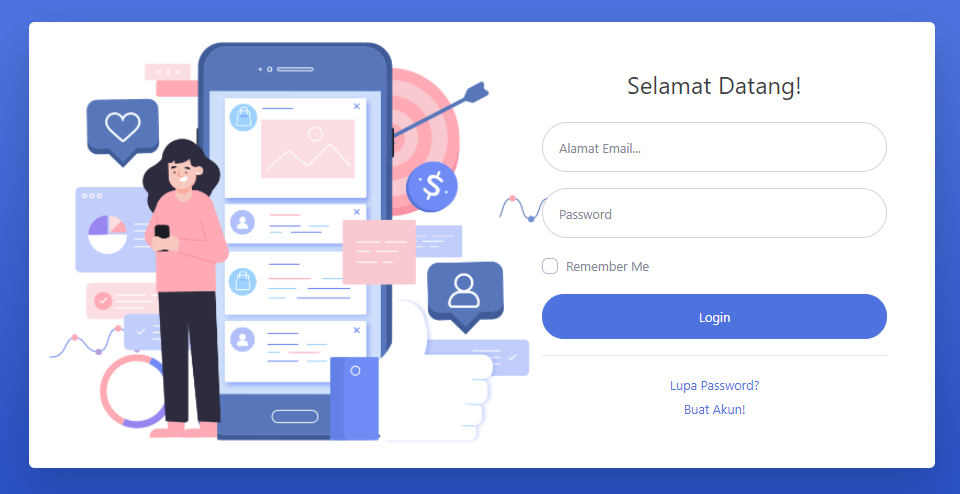 Selamat Datang!
Alamat Email...
Password
Remember Me
Login
Lupa Password?
Buat Akun!